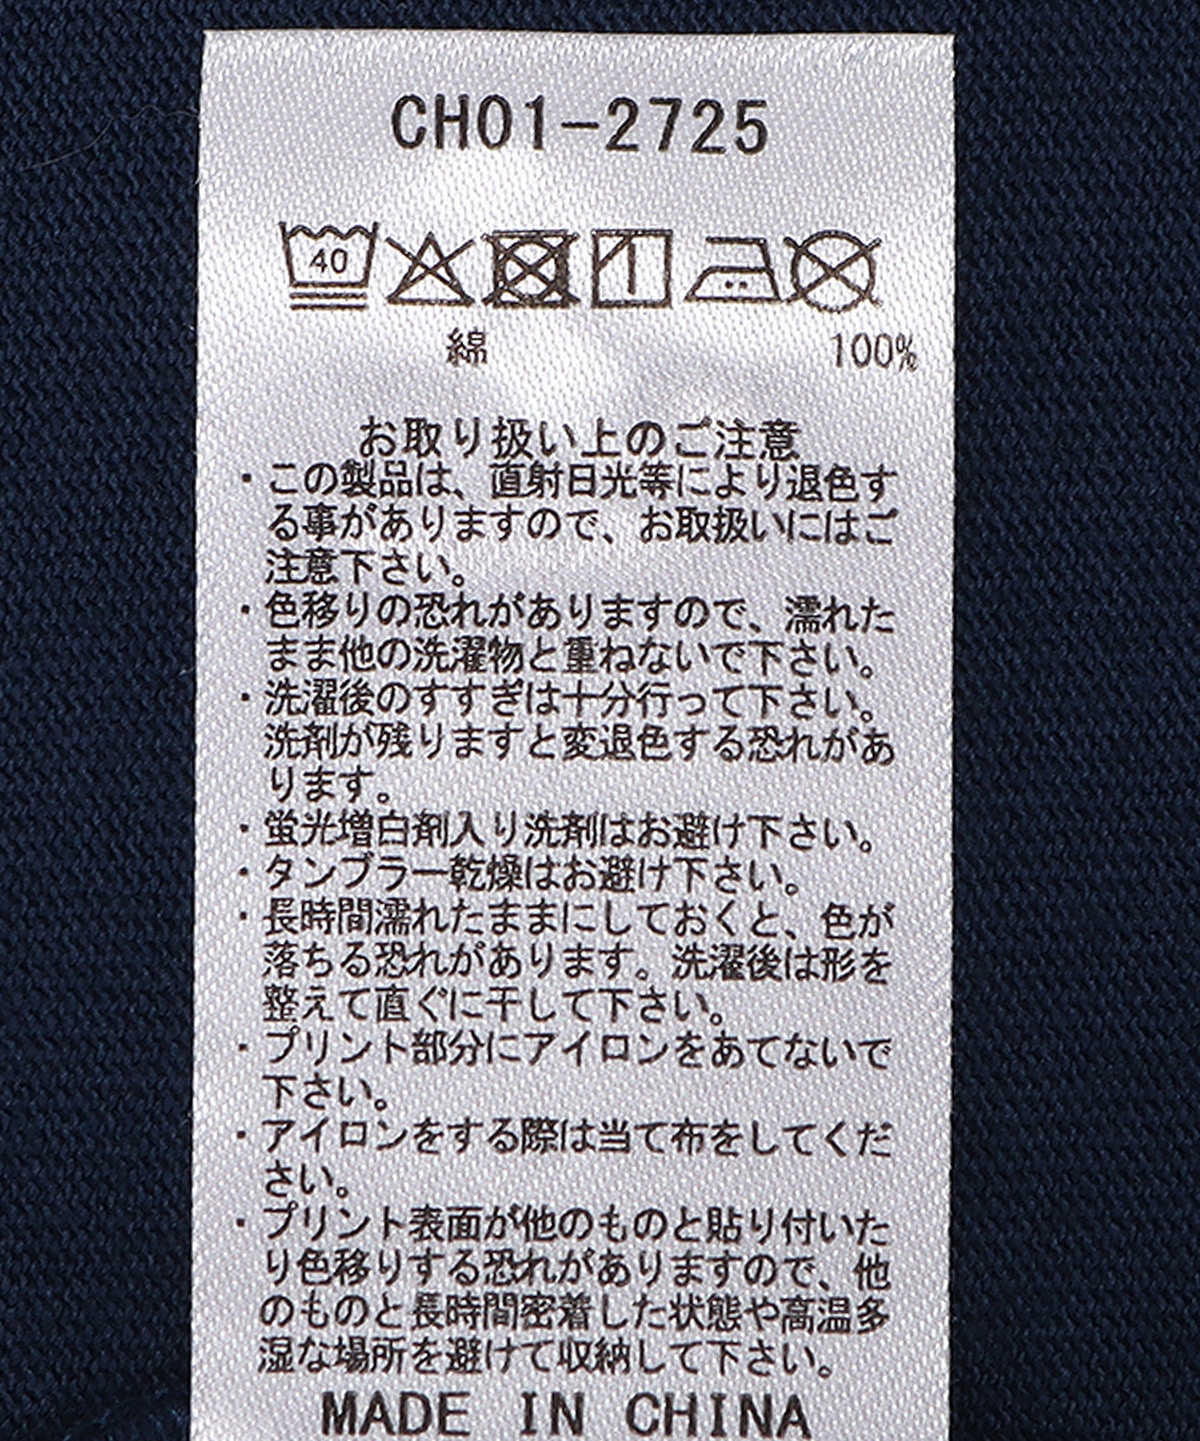 CH01-2725
40
綿 100%
お取り扱い上のご注意
・この製品は、直射日光等により退色す
る事がありますので、お取扱いにはご
注意下さい。
・色移りの恐れがありますので、濡れた
まま他の洗濯物と重ねないで下さい。
・洗濯後のすすぎは十分行って下さい。
洗剤が残りますと変退色する恐れがあ
ります。
・蛍光増白剤入り洗剤はお避け下さい。
・タンブラー乾燥はお避け下さい。
・長時間濡れたままにしておくと、色が
落ちる恐れがあります。洗濯後は形を
整えて直ぐに干して下さい。
・プリント部分にアイロンをあてないで
下さい。
・アイロンをする際は当て布をしてくだ
さい。
・プリント表面が他のものと貼り付いた
り色移りする恐れがありますので、他
のものと長時間密着した状態や高温多
湿な場所を避けて収納して下さい。
MADE IN CHINA